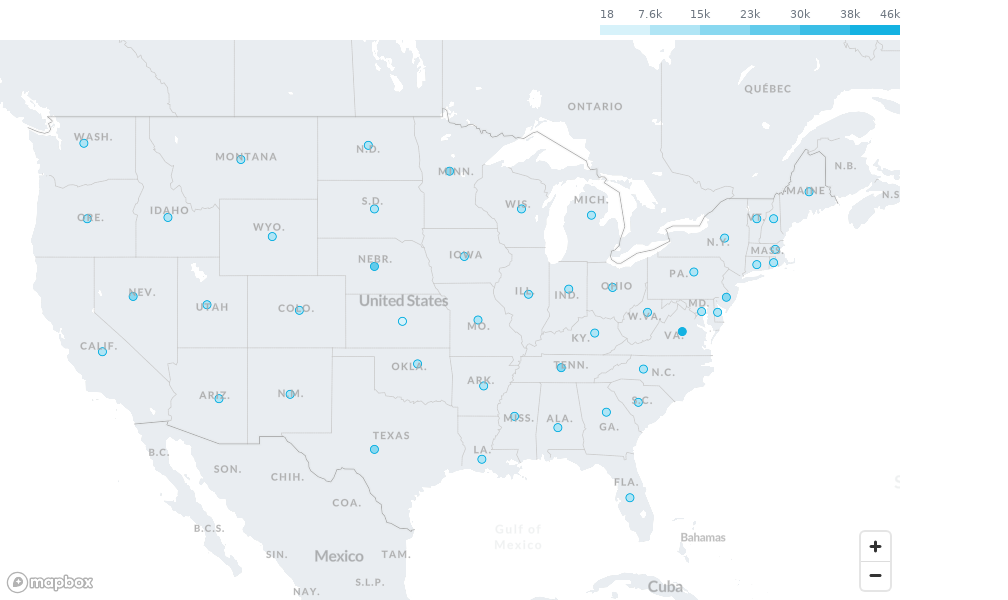 18 7.6k 15k 23k 30k 38k 46k
QUÉBEC
ONTARIO
WASH.
MONTANA
N.D.
MINN.
N.B.
MAINE
N.S
ORE.
IDAHO
S.D.
WIS.
MICH.
VT.
WYO.
N.Y.
MASS.
NEBR.
IOWA
PA.
NEV.
UTAH
COLO.
United States
ILL.
IND.
OHIO
MD.
W.VA.
VA.
CALIF.
MO.
KY.
OKLA.
TENN.
N.C.
ARIZ.
N.M.
ARK.
S.C.
MISS.
ALA.
GA.
TEXAS
LA.
B.C.
SON.
CHIH.
FLA.
COA.
B.C.S.
Gulf of
Mexico
Bahamas
SIN.
Mexico
TAM.
S.L.P.
NAY.
Cuba
+
−
mapbox